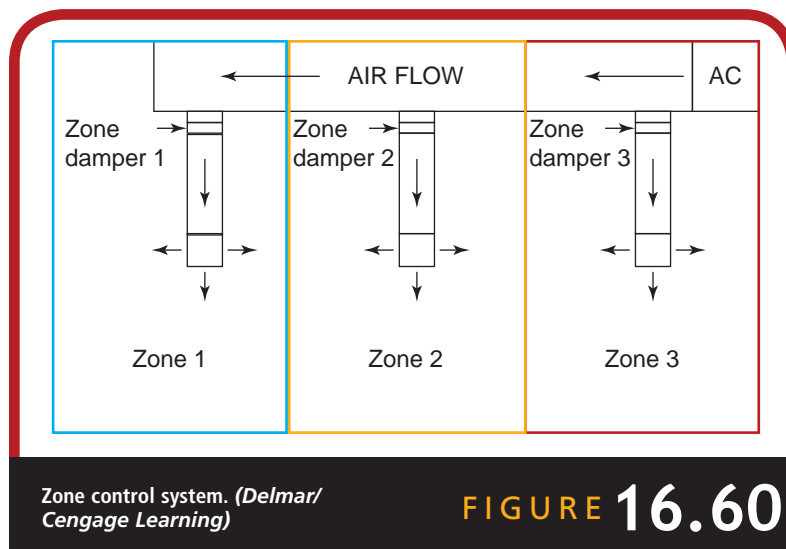 AIR FLOW
AC
Zone
damper 1
Zone
damper 2
Zone
damper 3
Zone 1
Zone 2
Zone 3
Zone control system. (Delmar/
Cengage Learning)
FIGURE 16.60